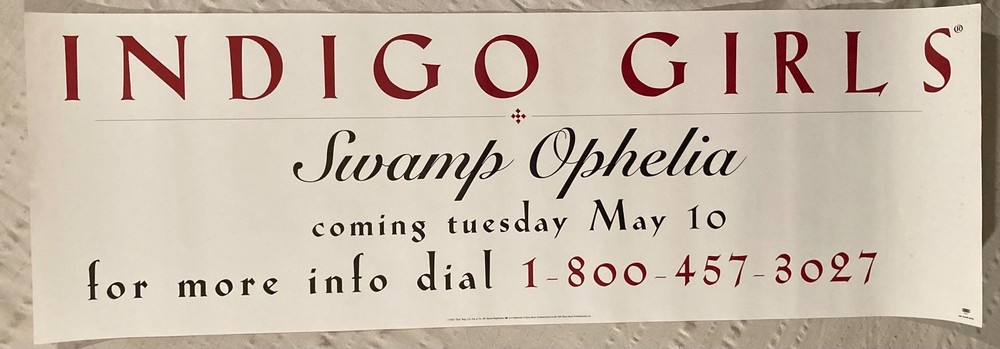 INDIGO GIRLS®
Swamp Ophelia
coming tuesday May 10
for more info dial 1-800-457-3027